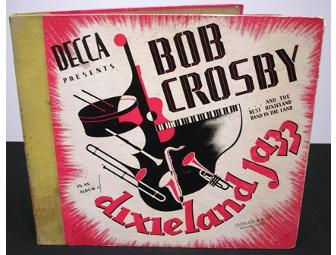 DECCA
PRESENTS
BOB
CROSBY
AND THE
BEST DIXIELAND
BAND IN THE LAND
IN AN
ALBUM of
dixieland jazz